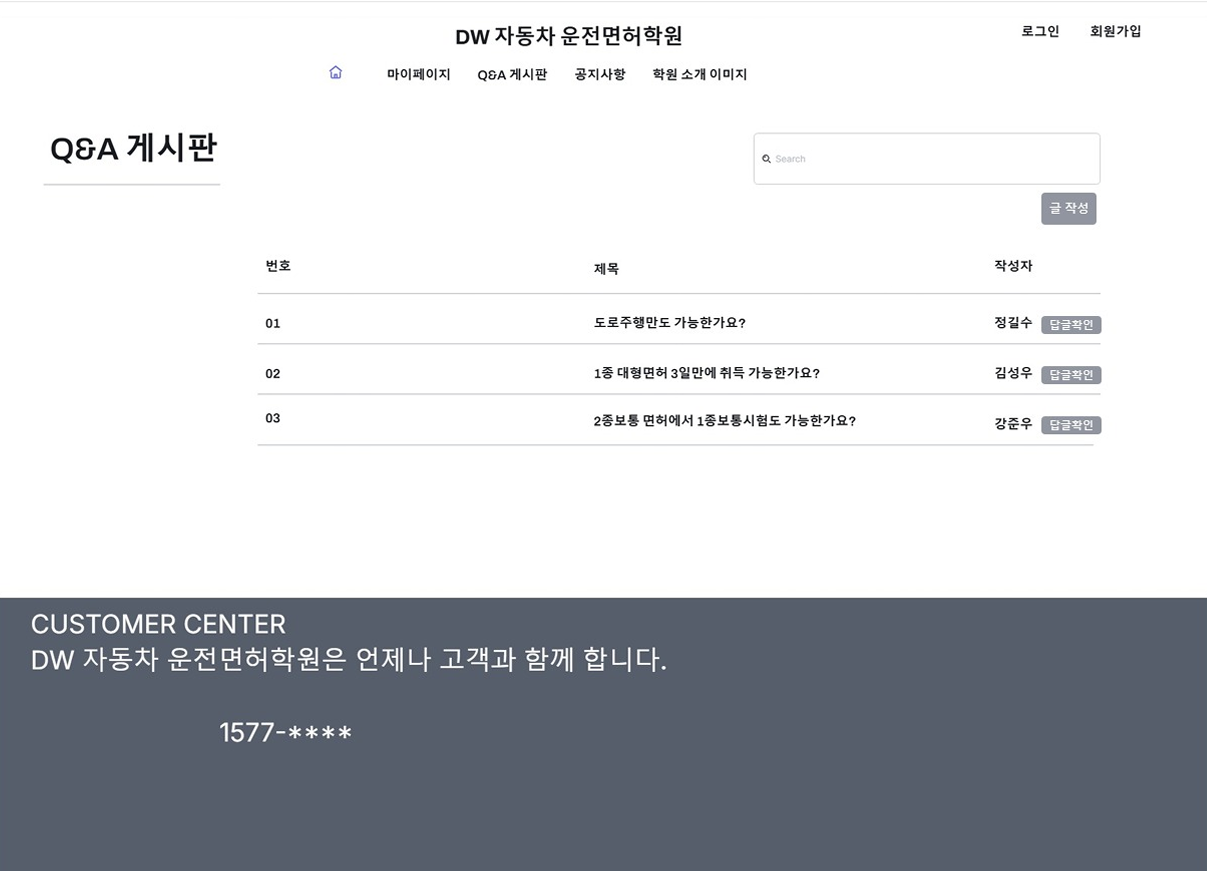 DW 자동차 운전면허학원
로그인 회원가입
마이페이지 Q&A 게시판 공지사항 학원 소개 이미지
Q&A 게시판
Search
글 작성
번호 제목 작성자
01 도로주행만도 가능한가요? 정길수 답글확인
02 1종 대형면허 3일만에 취득 가능한가요? 김성우 답글확인
03 2종보통 면허에서 1종보통시험도 가능한가요? 강준우 답글확인
CUSTOMER CENTER
DW 자동차 운전면허학원은 언제나 고객과 함께 합니다.
1577-****